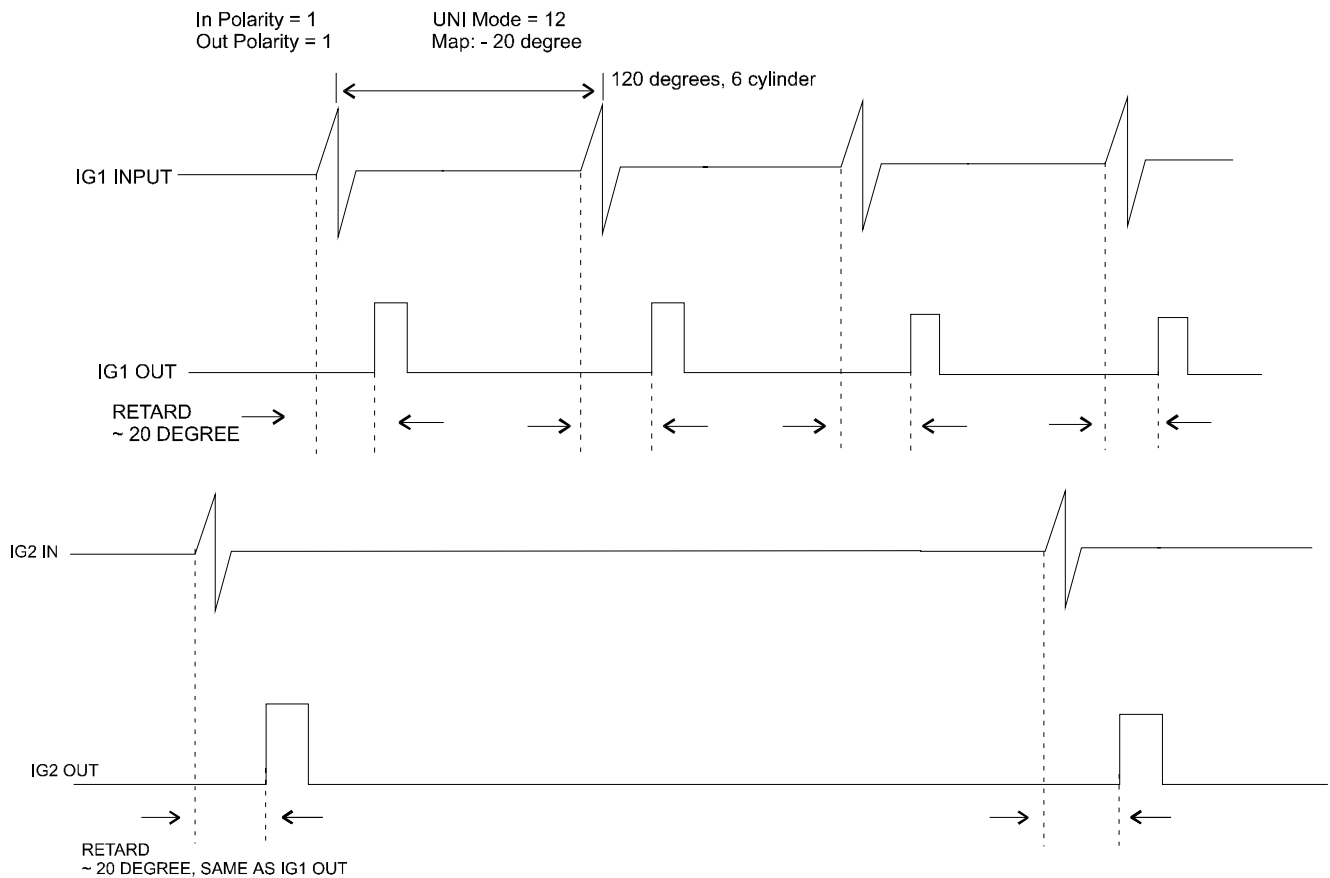 In Polarity = 1
Out Polarity = 1
UNI Mode = 12
Map: - 20 degree
120 degrees, 6 cylinder
IG1 INPUT
IG1 OUT
RETARD
~ 20 DEGREE
IG2 IN
IG2 OUT
RETARD
~ 20 DEGREE, SAME AS IG1 OUT